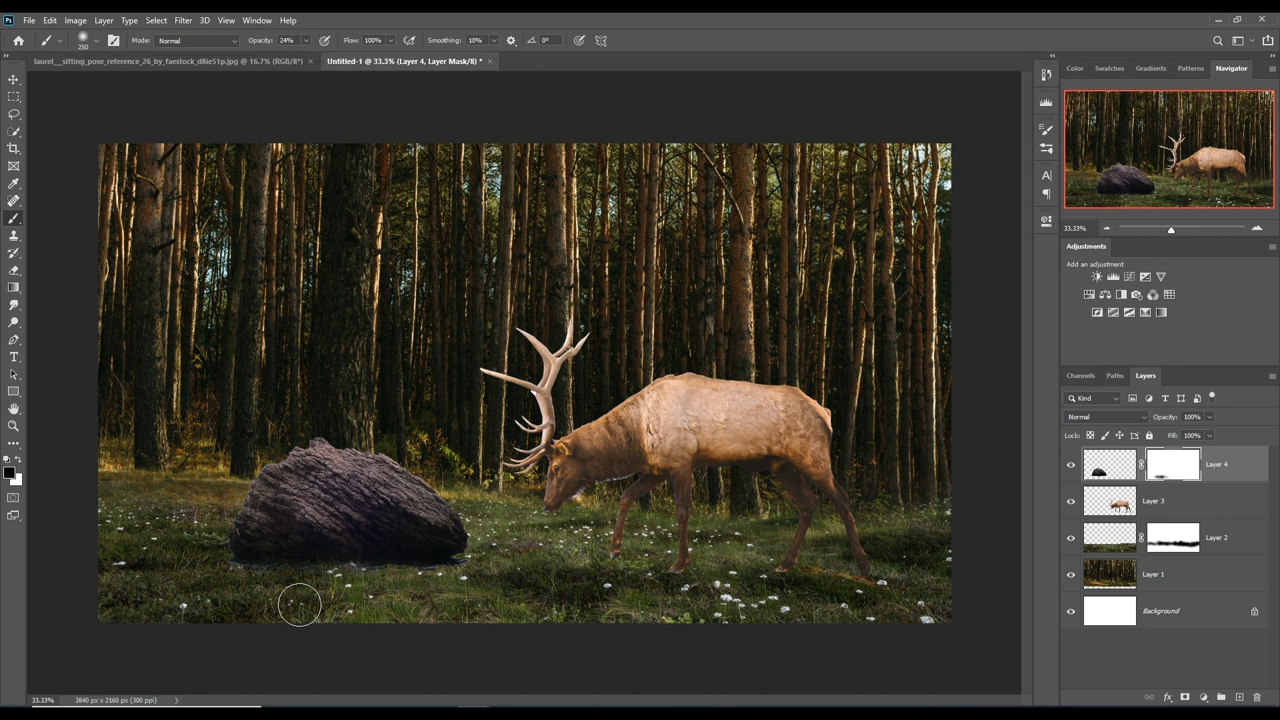 Ps File Edit Image Layer Type Select Filter 3D View Window Help
250 Mode: Normal Opacity: 24% Flow: 100% Smoothing: 10% 0°
laurel__sitting_pose_reference_26_by_faestock_d8ie51p.jpg @ 16.7% (RGB/8*) × Untitled-1 @ 33.3% (Layer 4, Layer Mask/8) * ×
Color Swatches Gradients Patterns Navigator
33.33%
Adjustments
Add an adjustment
Channels Paths Layers
Kind
Normal Opacity: 100%
Lock: Fill: 100%
Layer 4
Layer 3
Layer 2
Layer 1
Background
33.33% 3840 px x 2160 px (300 ppi)